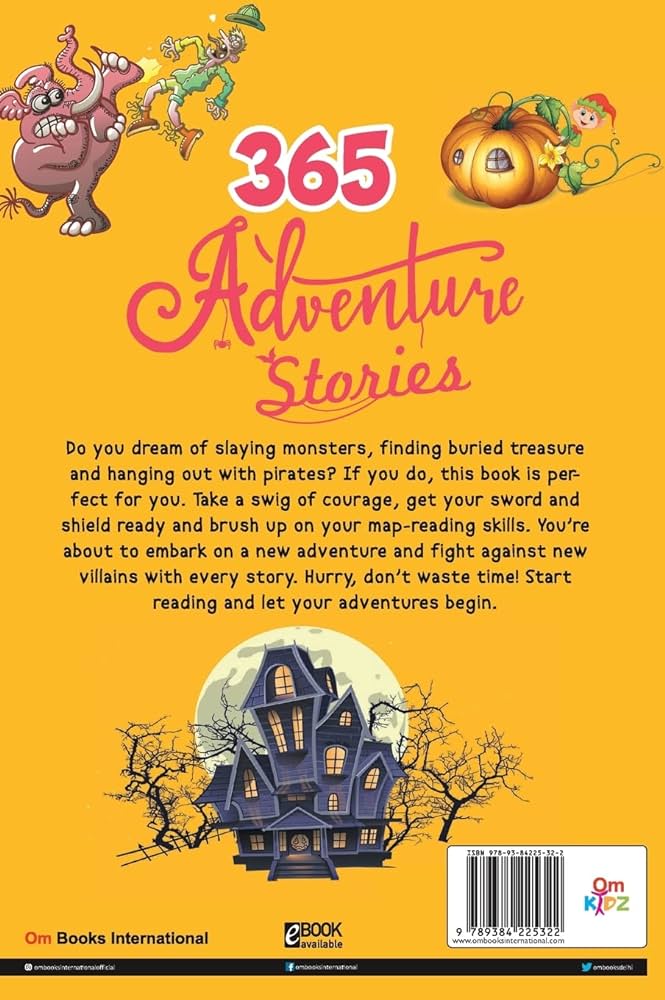 365
Adventure
Stories
Do you dream of slaying monsters, finding buried treasure
and hanging out with pirates? If you do, this book is per-
fect for you. Take a swig of courage, get your sword and
shield ready and brush up on your map-reading skills. You're
about to embark on a new adventure and fight against new
villains with every story. Hurry, don't waste time! Start
reading and let your adventures begin.
ISBN 978-93-84225-32-2
9 789384 225322
www.ombooksinternational.com
Om
KIDZ
Om Books International
eBOOK
available
ombooksinternationalofficial
ombooksinternational
ombooksdelhi